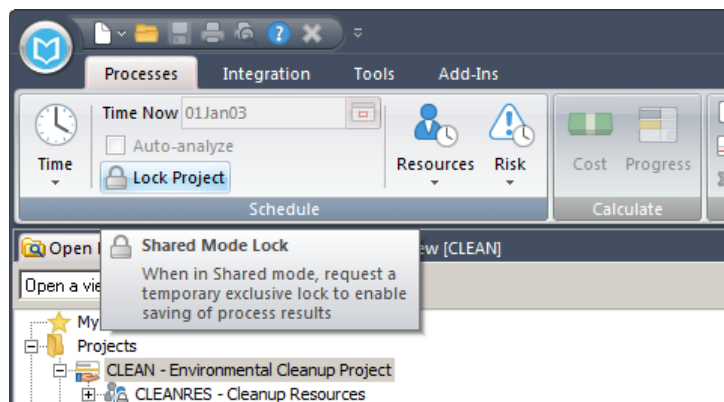 Processes Integration Tools Add-Ins
Time Now 01Jan03
Auto-analyze
Time Lock Project Resources Risk Cost Progress
Schedule Calculate
Open [CLEAN]
Shared Mode Lock
When in Shared mode, request a
temporary exclusive lock to enable
saving of process results
Open a
My
Projects
CLEAN - Environmental Cleanup Project
CLEANRES - Cleanup Resources